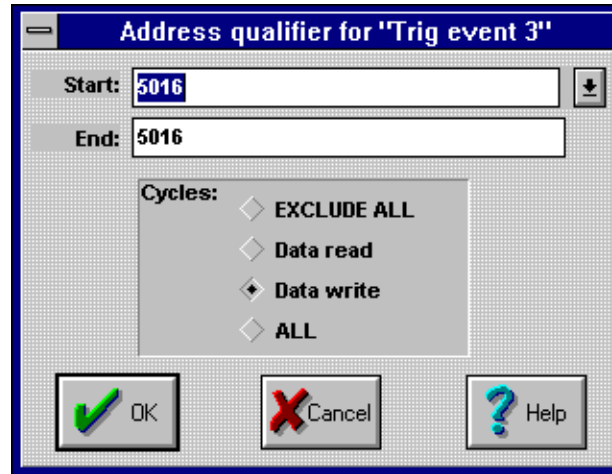 Address qualifier for "Trig event 3"
Start: 5016
End: 5016
Cycles:
EXCLUDE ALL
Data read
Data write
ALL
OK
Cancel
Help